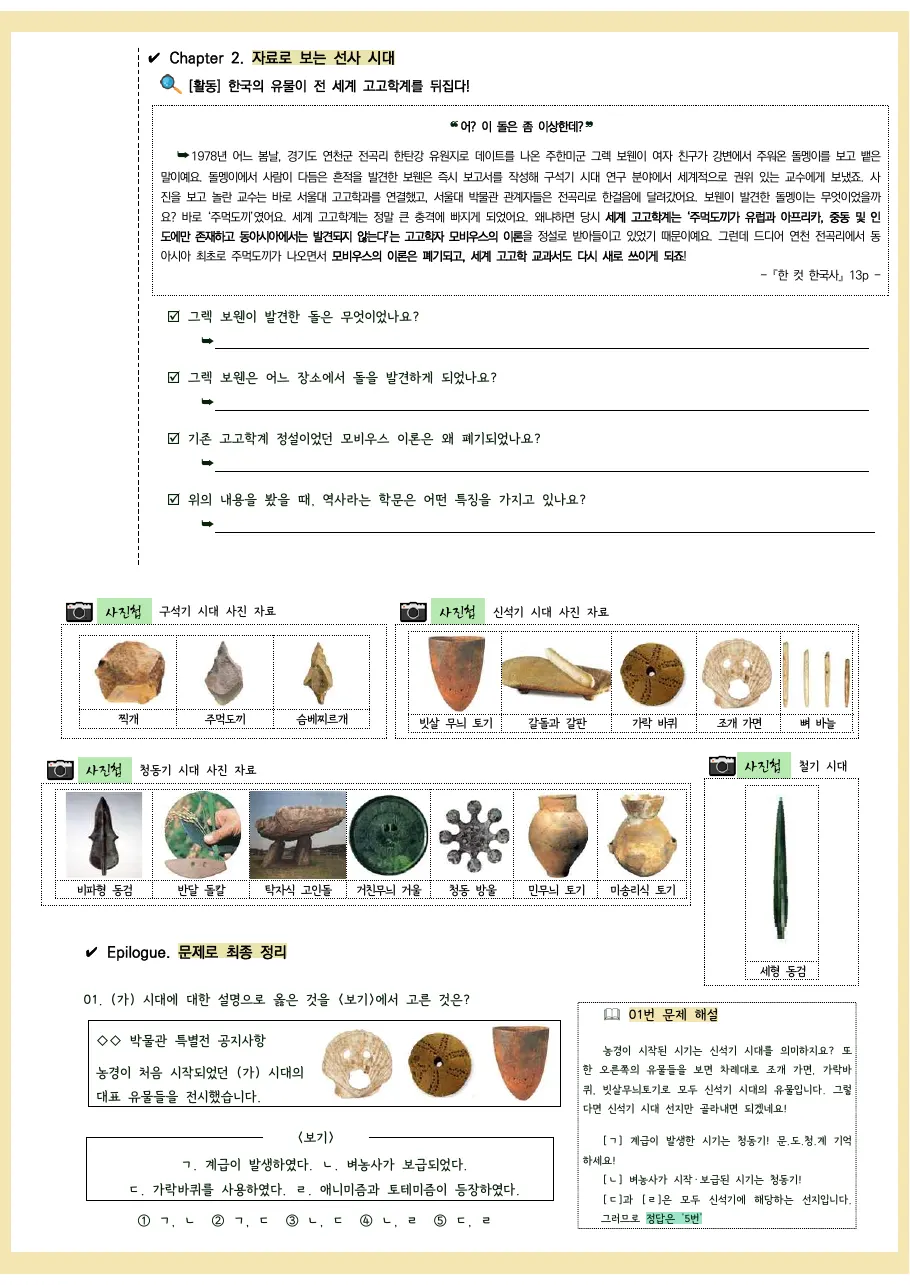 ✔ Chapter 2. 자료로 보는 선사 시대
[활동] 한국의 유물이 전 세계 고고학계를 뒤집다!
❝어? 이 돌은 좀 이상한데?❞
➥1978년 어느 봄날, 경기도 연천군 전곡리 한탄강 유원지로 데이트를 나온 주한미군 그렉 보웬이 여자 친구가 강변에서 주워온 돌멩이를 보고 뱉은
말이예요. 돌멩이에서 사람이 다듬은 흔적을 발견한 보웬은 즉시 보고서를 작성해 구석기 시대 연구 분야에서 세계적으로 권위 있는 교수에게 보냈죠. 사
진을 보고 놀란 교수는 바로 서울대 고고학과를 연결했고, 서울대 박물관 관계자들은 전곡리로 한걸음에 달려갔어요. 보웬이 발견한 돌멩이는 무엇이었을까
요? 바로 '주먹도끼'였어요. 세계 고고학계는 정말 큰 충격에 빠지게 되었어요. 왜냐하면 당시 세계 고고학계는 '주먹도끼가 유럽과 아프리카, 중동 및 인
도에만 존재하고 동아시아에서는 발견되지 않는다'는 고고학자 모비우스의 이론을 정설로 받아들이고 있었기 때문이예요. 그런데 드디어 연천 전곡리에서 동
아시아 최초로 주먹도끼가 나오면서 모비우스의 이론은 폐기되고, 세계 고고학 교과서도 다시 새로 쓰이게 되죠!
- 『한 컷 한국사』 13p -
☑ 그렉 보웬이 발견한 돌은 무엇이었나요?
➥
☑ 그렉 보웬은 어느 장소에서 돌을 발견하게 되었나요?
➥
☑ 기존 고고학계 정설이었던 모비우스 이론은 왜 폐기되었나요?
➥
☑ 위의 내용을 봤을 때, 역사라는 학문은 어떤 특징을 가지고 있나요?
➥
사진첩 구석기 시대 사진 자료
찍개 주먹도끼 슴베찌르개
사진첩 신석기 시대 사진 자료
빗살 무늬 토기 갈돌과 갈판 가락 바퀴 조개 가면 뼈 바늘
사진첩 청동기 시대 사진 자료
비파형 동검 반달 돌칼 탁자식 고인돌 거친무늬 거울 청동 방울 민무늬 토기 미송리식 토기
사진첩 철기 시대
세형 동검
✔ Epilogue. 문제로 최종 정리
01. (가) 시대에 대한 설명으로 옳은 것을 <보기>에서 고른 것은?
◇◇ 박물관 특별전 공지사항
농경이 처음 시작되었던 (가) 시대의
대표 유물들을 전시했습니다.
<보기>
ㄱ. 계급이 발생하였다. ㄴ. 벼농사가 보급되었다.
ㄷ. 가락바퀴를 사용하였다. ㄹ. 애니미즘과 토테미즘이 등장하였다.
① ㄱ, ㄴ ② ㄱ, ㄷ ③ ㄴ, ㄷ ④ ㄴ, ㄹ ⑤ ㄷ, ㄹ
01번 문제 해설
농경이 시작된 시기는 신석기 시대를 의미하지요? 또
한 오른쪽의 유물들을 보면 차례대로 조개 가면, 가락바
퀴, 빗살무늬토기로 모두 신석기 시대의 유물입니다. 그렇
다면 신석기 시대 선지만 골라내면 되겠네요!
[ㄱ] 계급이 발생한 시기는 청동기! 문.도.청.계 기억
하세요!
[ㄴ] 벼농사가 시작·보급된 시기는 청동기!
[ㄷ]과 [ㄹ]은 모두 신석기에 해당하는 선지입니다.
그러므로 정답은 '5번'